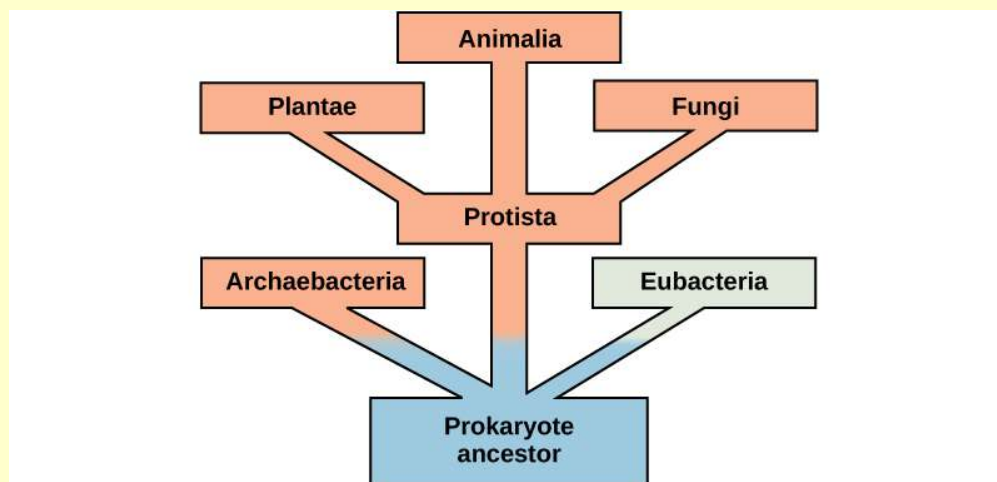 Animalia
Plantae
Fungi
Protista
Archaebacteria
Eubacteria
Prokaryote
ancestor